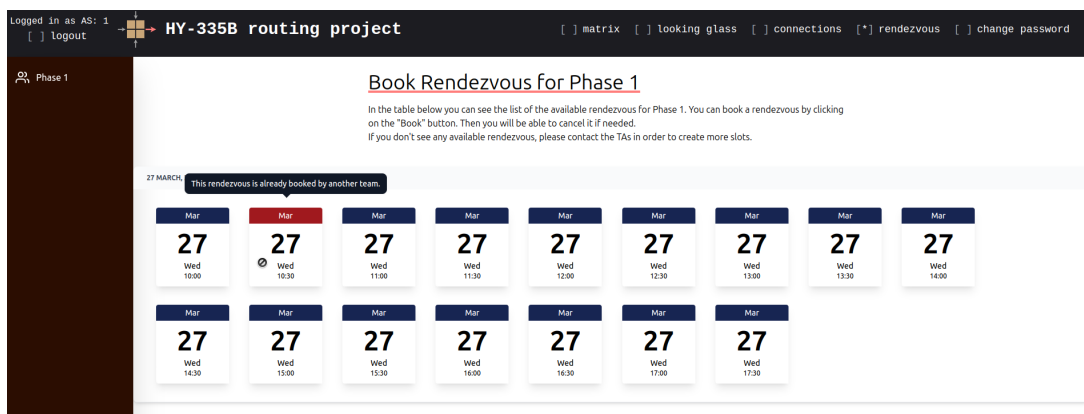 Logged in as AS: 1
[ ] logout
HY-335B routing project
[ ] matrix [ ] looking glass [ ] connections [*] rendezvous [ ] change password
Phase 1
Book Rendezvous for Phase 1
In the table below you can see the list of the available rendezvous for Phase 1. You can book a rendezvous by clicking
on the "Book" button. Then you will be able to cancel it if needed.
If you don't see any available rendezvous, please contact the TAs in order to create more slots.
27 MARCH,
This rendezvous is already booked by another team.
Mar Mar Mar Mar Mar Mar Mar Mar Mar
27 27 27 27 27 27 27 27 27
Wed Wed Wed Wed Wed Wed Wed Wed Wed
10:00 10:30 11:00 11:30 12:00 12:30 13:00 13:30 14:00
Mar Mar Mar Mar Mar Mar Mar
27 27 27 27 27 27 27
Wed Wed Wed Wed Wed Wed Wed
14:30 15:00 15:30 16:00 16:30 17:00 17:30